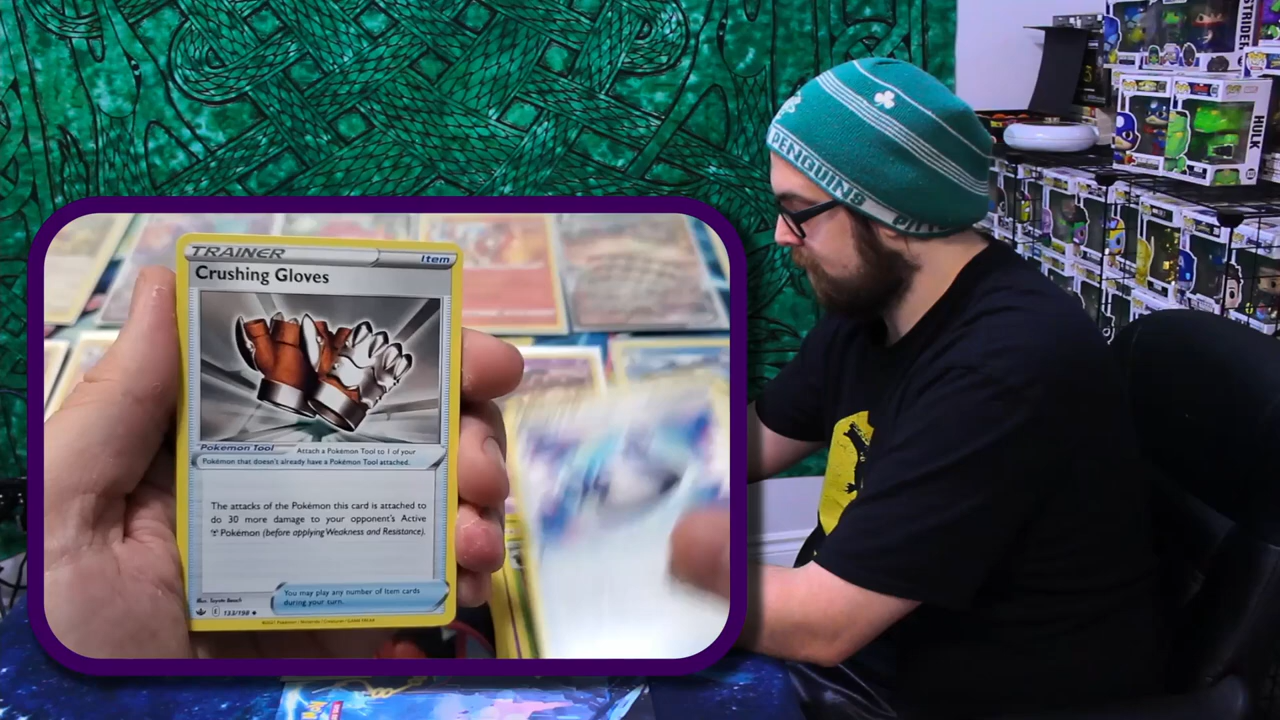 STRIDER
HULK
PENGUINS
TRAINER
Item
Crushing Gloves
Pokémon Tool
Attach a Pokémon Tool to 1 of your
Pokémon that doesn't already have a Pokémon Tool attached.
The attacks of the Pokémon this card is attached to
do 30 more damage to your opponent's Active
Pokémon (before applying Weakness and Resistance).
You may play any number of Item cards
during your turn.
133/198